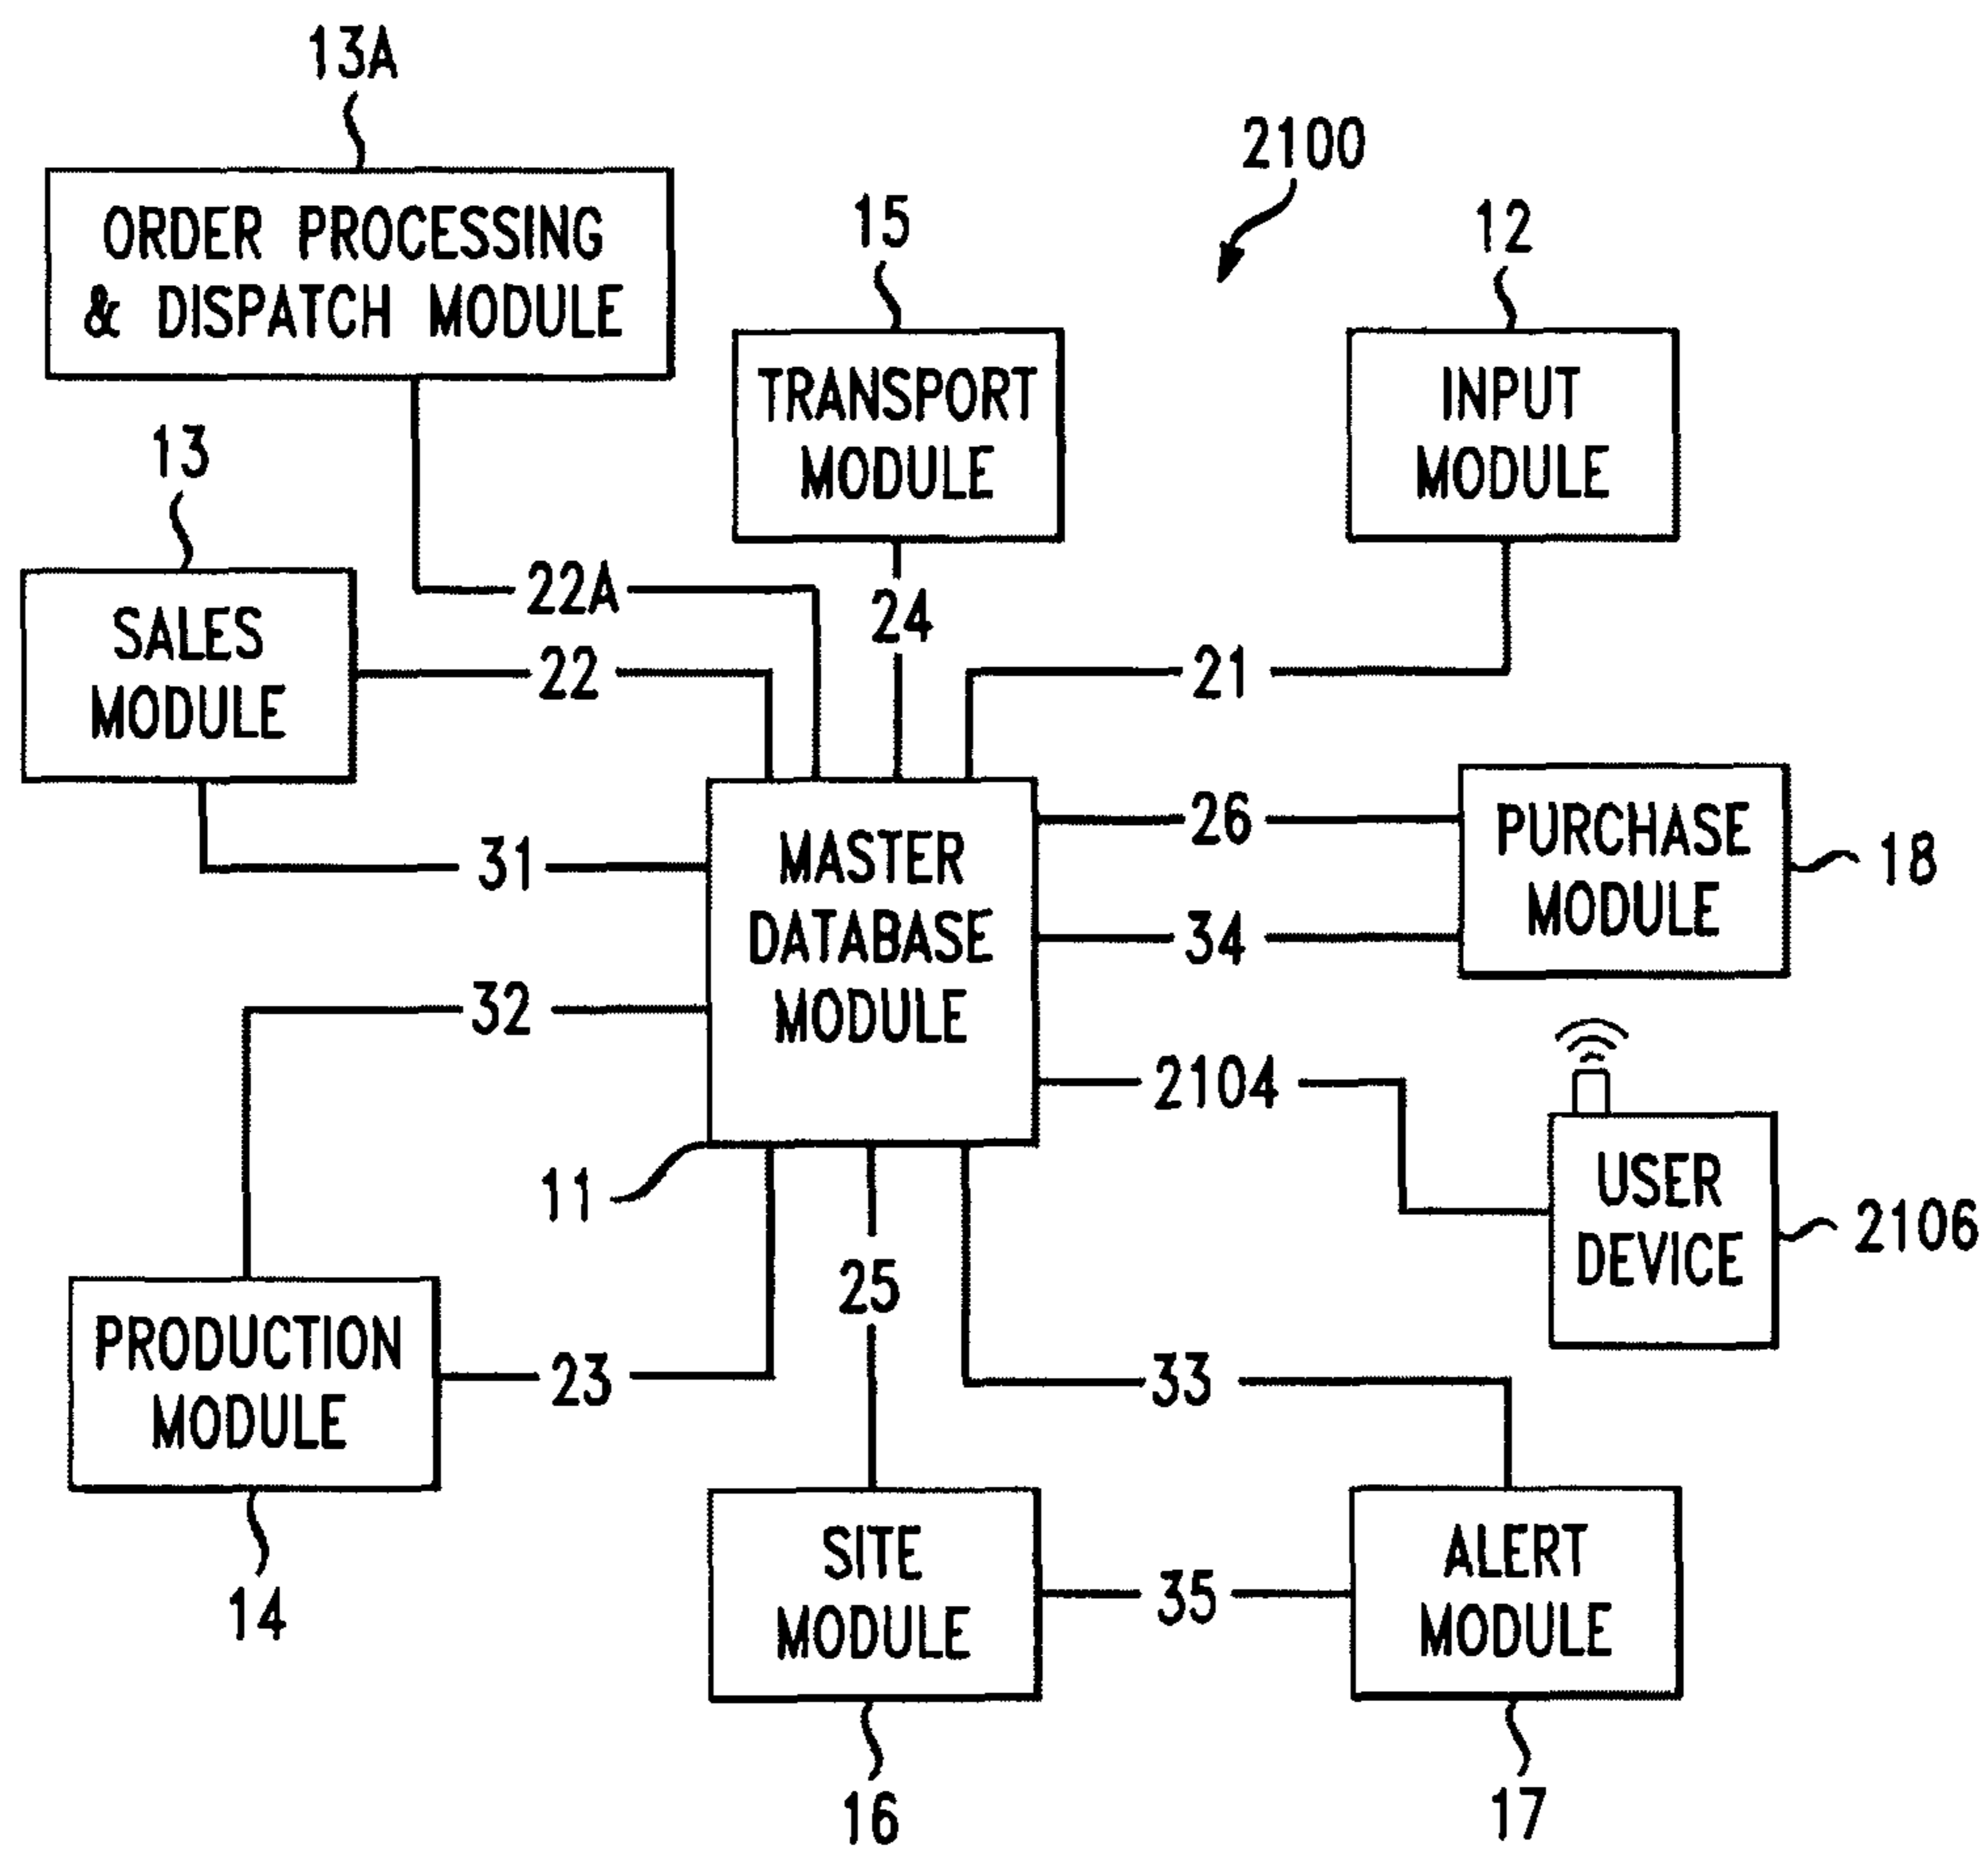 13A
2100
ORDER PROCESSING
& DISPATCH MODULE
15
12
TRANSPORT
MODULE
INPUT
MODULE
13
SALES
MODULE
22A
24
22
21
MASTER
DATABASE
MODULE
26
PURCHASE
MODULE
18
31
34
32
2104
11
USER
DEVICE
2106
25
PRODUCTION
MODULE
23
33
14
SITE
MODULE
35
ALERT
MODULE
16
17